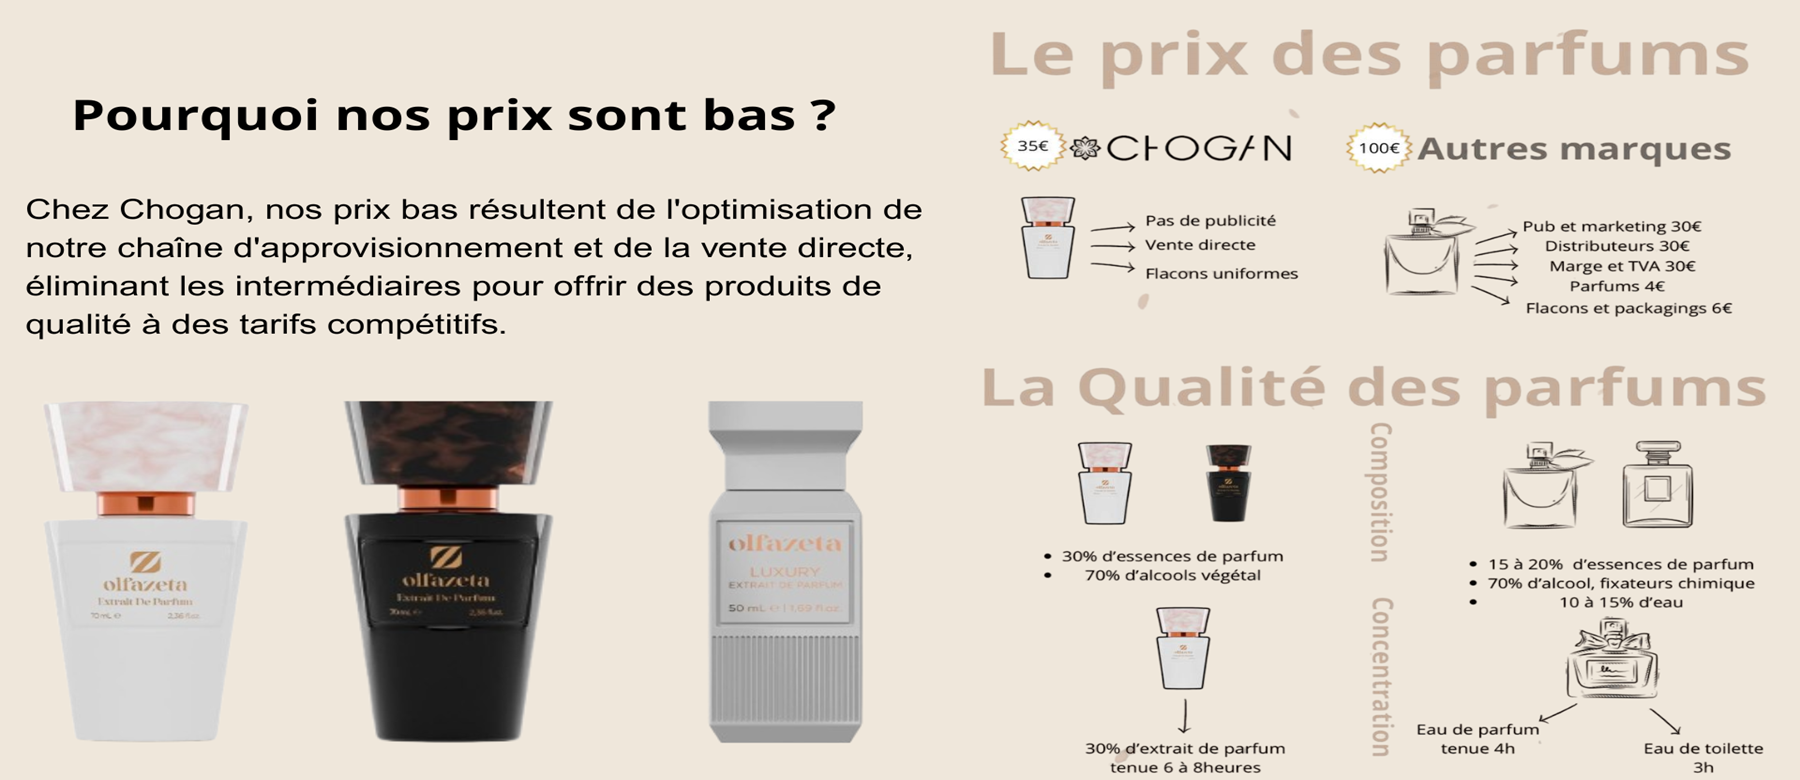 Pourquoi nos prix sont bas ?
Chez Chogan, nos prix bas résultent de l'optimisation de
notre chaîne d'approvisionnement et de la vente directe,
éliminant les intermédiaires pour offrir des produits de
qualité à des tarifs compétitifs.
olfazeta
Extrait De Parfum
70mL e
2,36 fl.oz.
olfazeta
Extrait De Parfum
70mL e
2,36 fl.oz.
olfazeta
LUXURY
EXTRAIT DE PARFUM
50 mL e | 1.69 fl.oz.
Le prix des parfums
35€
CHOGAN
100€
Autres marques
Pas de publicité
Vente directe
Flacons uniformes
Pub et marketing 30€
Distributeurs 30€
Marge et TVA 30€
Parfums 4€
Flacons et packagings 6€
La Qualité des parfums
Composition
• 30% d'essences de parfum
• 70% d'alcools végétal
• 15 à 20% d'essences de parfum
• 70% d'alcool, fixateurs chimique
• 10 à 15% d'eau
Concentration
30% d'extrait de parfum
tenue 6 à 8heures
Eau de parfum
tenue 4h
Eau de toilette
3h